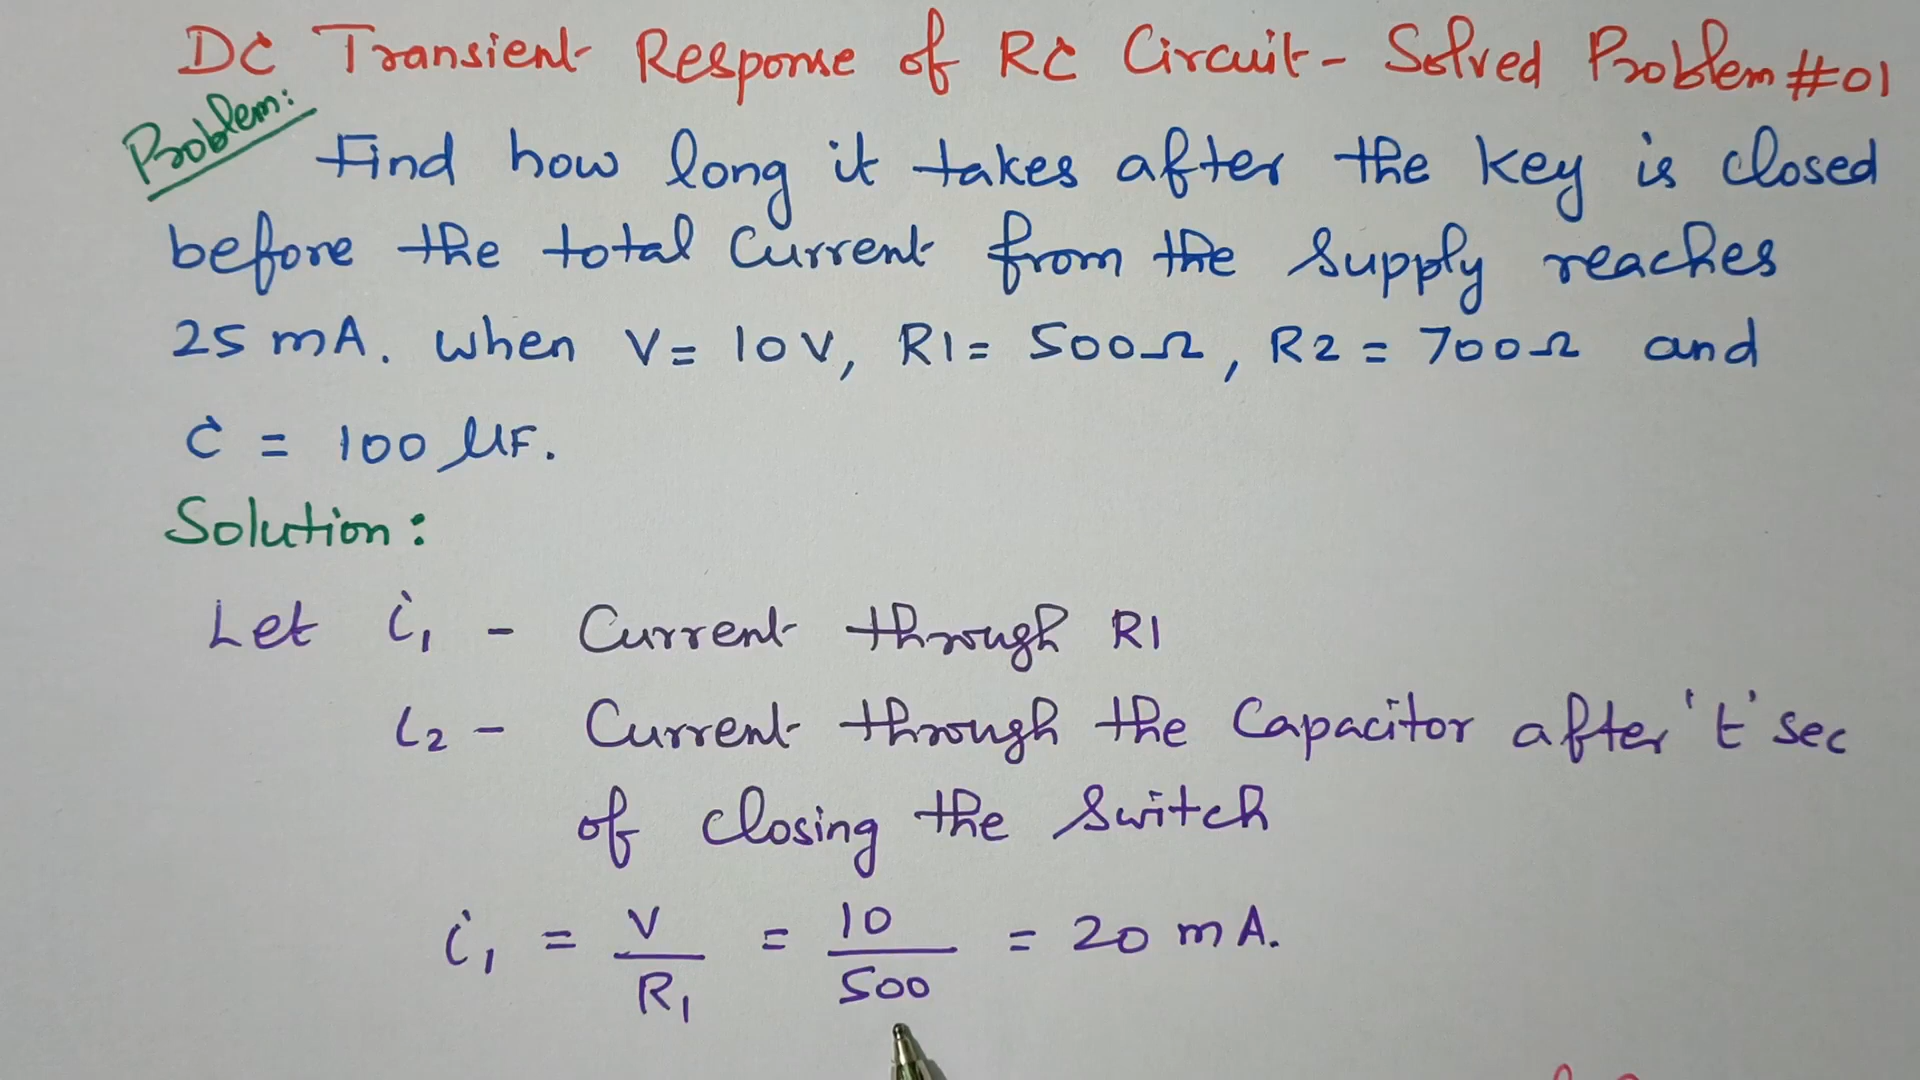 DC Transient Response of RC Circuit - Solved Problem #01
Problem:
Find how long it takes after the key is closed
before the total current from the supply reaches
25 mA. when V = 10V, R1 = 500Ω, R2 = 700Ω and
C = 100 μF.
Solution:
Let i₁ - Current through R1
i₂ - Current through the Capacitor after 't' sec
of closing the switch
i₁ = V/R₁ = 10/500 = 20 mA.